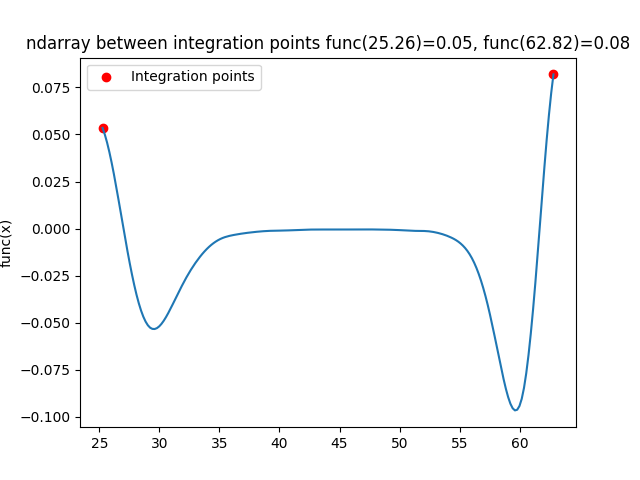 ndarray between integration points func(25.26)=0.05, func(62.82)=0.08
Integration points
func(x)
0.075
0.050
0.025
0.000
−0.025
−0.050
−0.075
−0.100
25 30 35 40 45 50 55 60